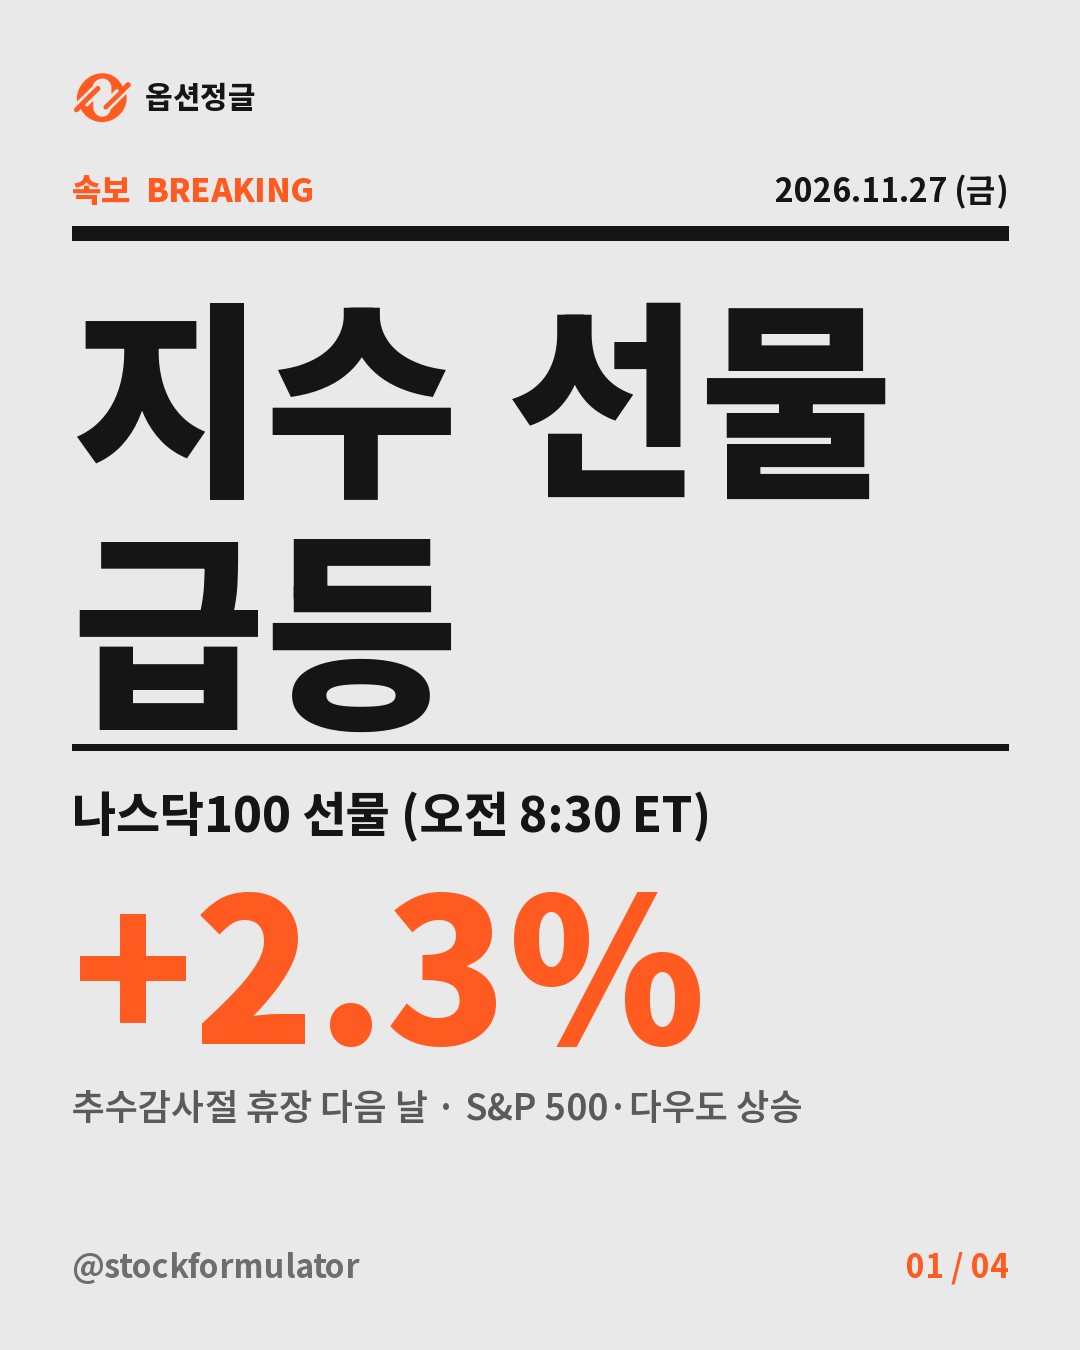 옵션정글
속보 BREAKING
2026.11.27 (금)
지수 선물
급등
나스닥100 선물 (오전 8:30 ET)
+2.3%
추수감사절 휴장 다음 날 · S&P 500·다우도 상승
@stockformulator
01 / 04